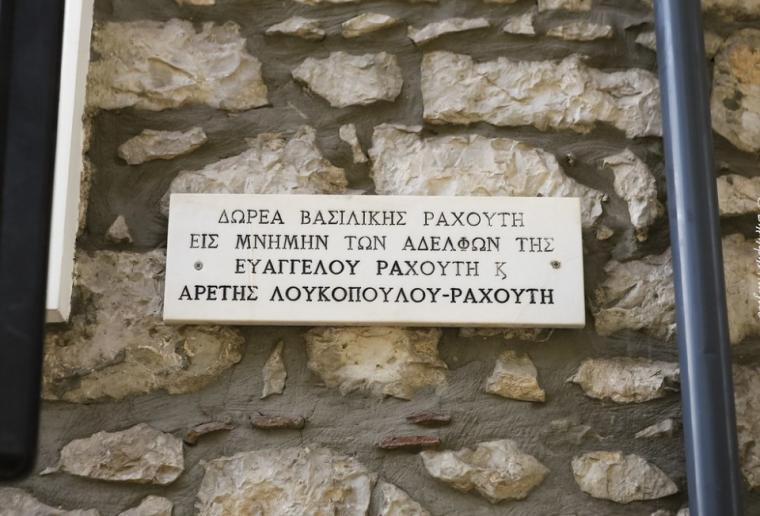 ΔΩΡΕΑ ΒΑΣΙΛΙΚΗΣ ΡΑΧΟΥΤΗ
ΕΙΣ ΜΝΗΜΗΝ ΤΩΝ ΑΔΕΛΦΩΝ ΤΗΣ
ΕΥΑΓΓΕΛΟΥ ΡΑΧΟΥΤΗ Ϗ
ΑΡΕΤΗΣ ΛΟΥΚΟΠΟΥΛΟΥ-ΡΑΧΟΥΤΗ